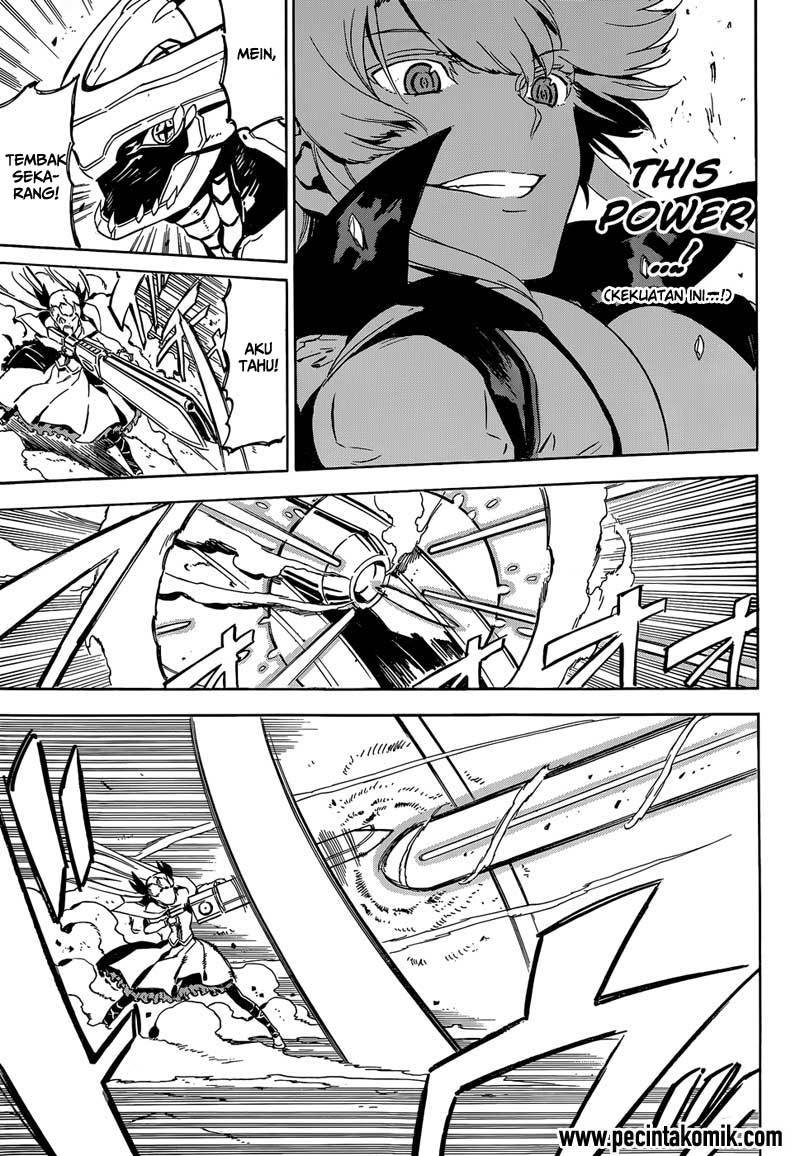 THIS
POWER
...!
(KEKUATAN INI...!)
MEIN,
TEMBAK
SEKA-
RANG!
AKU
TAHU!
www.pecintakomik.com